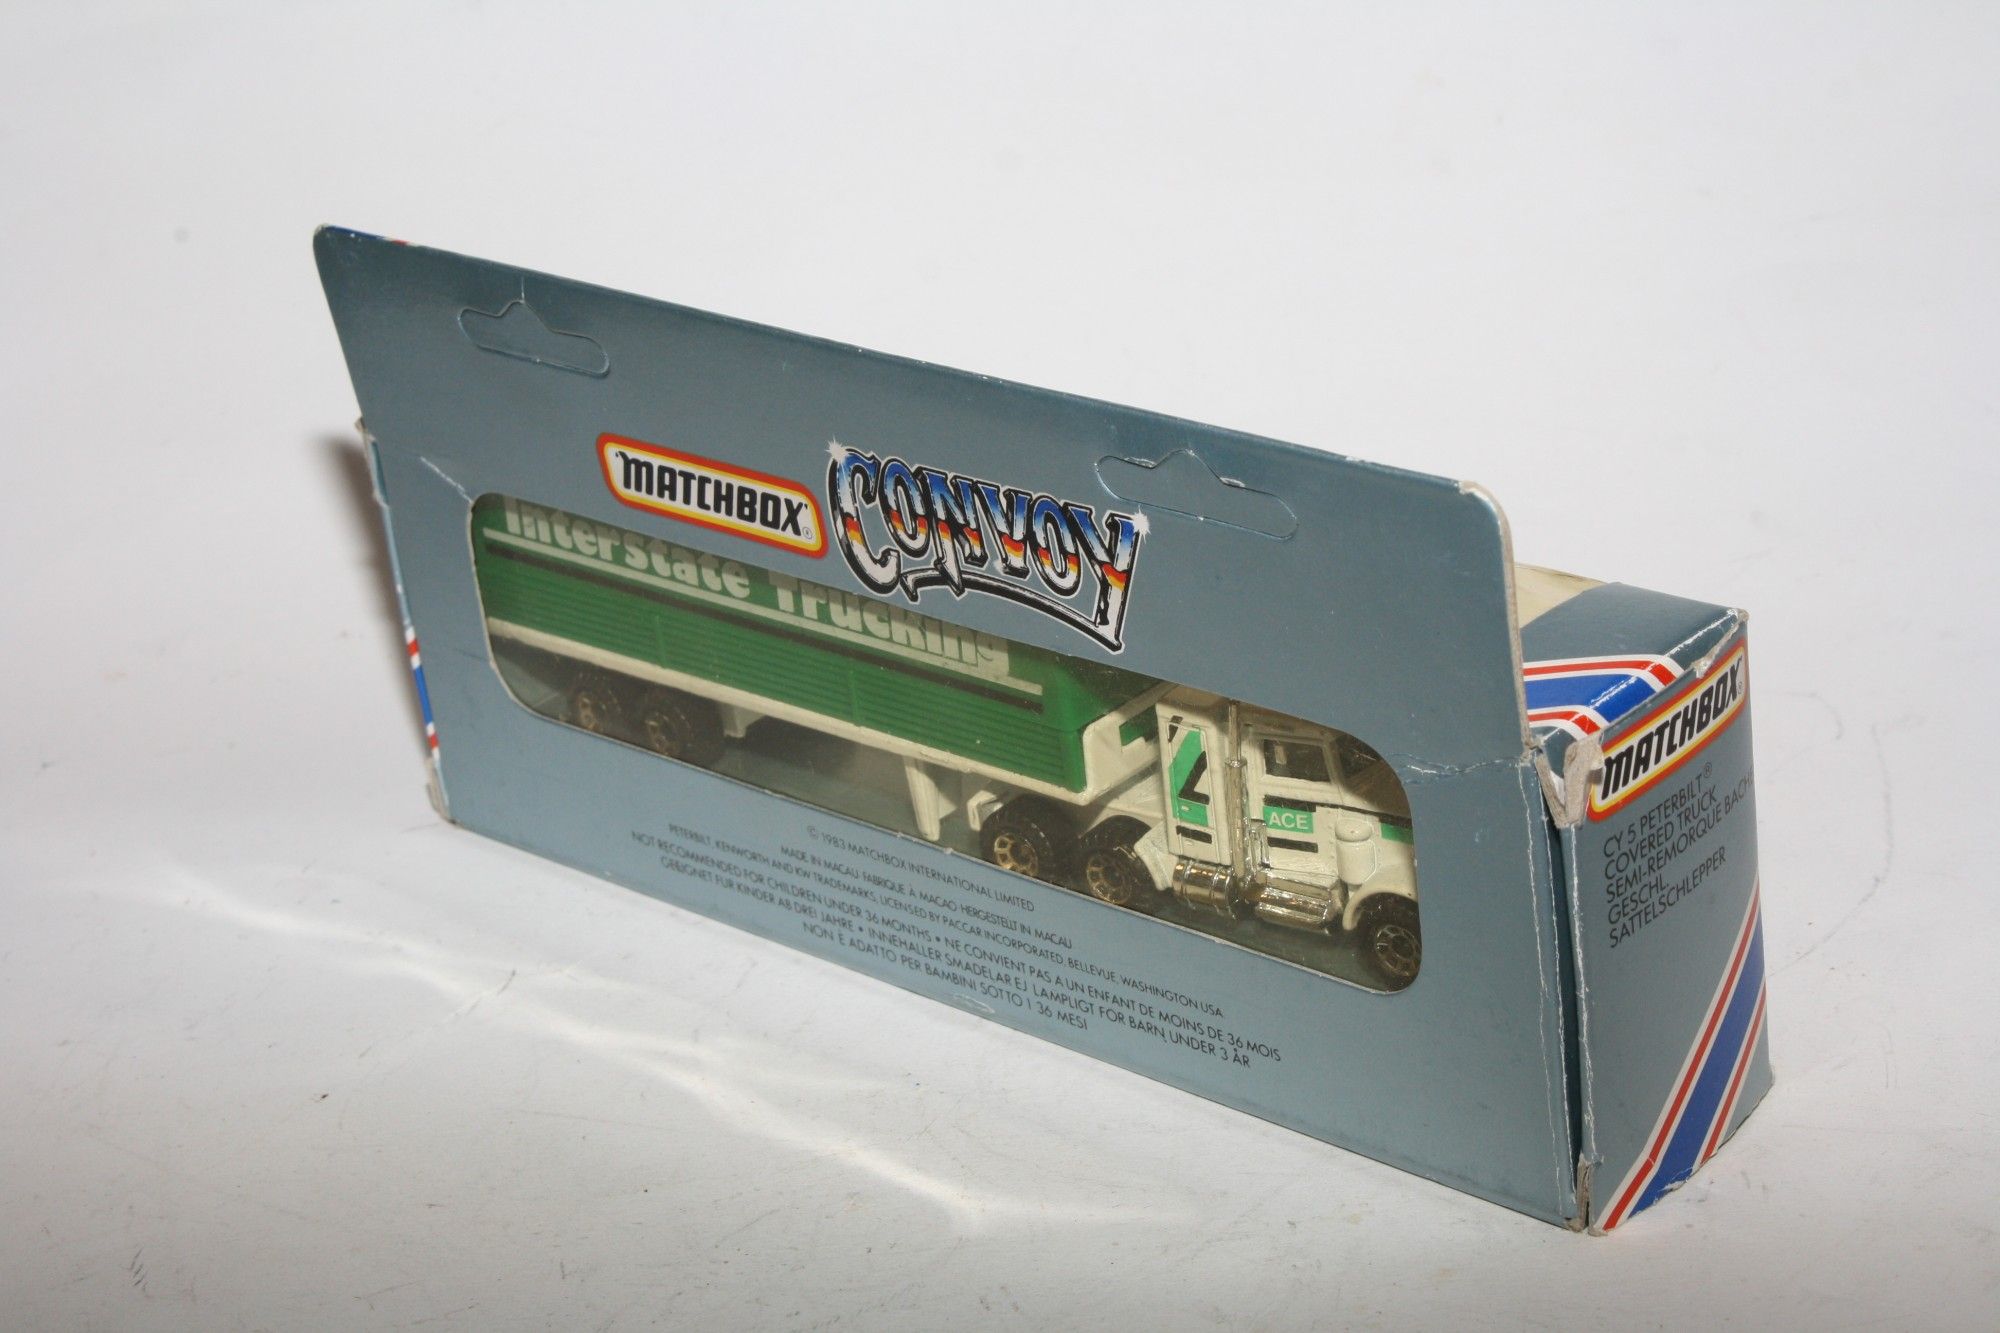 'MATCHBOX'®
CONVOY
Interstate Trucking
ACE
© 1983 MATCHBOX INTERNATIONAL LIMITED
MADE IN MACAU FABRIQUÉ À MACAO HERGESTELLT IN MACAU
PETERBILT, KENWORTH AND KW TRADEMARKS, LICENSED BY PACCAR INCORPORATED, BELLEVUE, WASHINGTON USA
NOT RECOMMENDED FOR CHILDREN UNDER 36 MONTHS • NE CONVIENT PAS A UN ENFANT DE MOINS DE 36 MOIS
GEEIGNET FUR KINDER AB DREI JAHRE • INNEHALLER SMADELAR EJ LAMPLIGT FOR BARN UNDER 3 ÅR
NON È ADATTO PER BAMBINI SOTTO I 36 MESI
MATCHBOX®
CY 5 PETERBILT®
COVERED TRUCK
SEMI-REMORQUE
GESCHL.
SATTELSCHLEPPER